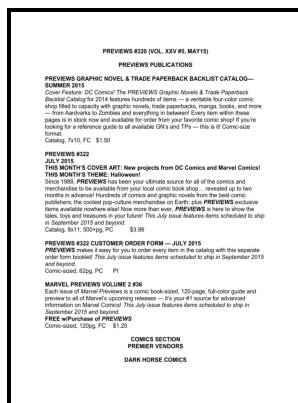 PREVIEWS #320 (VOL. XXV #5, MAY15)
PREVIEWS PUBLICATIONS
PREVIEWS GRAPHIC NOVEL & TRADE PAPERBACK BACKLIST CATALOG—
SUMMER 2015
Cover Feature: DC Comics! The PREVIEWS Graphic Novels & Trade Paperback
Backlist Catalog for 2014 features hundreds of items — a veritable four-color comic
shop filled to capacity with graphic novels, trade paperbacks, manga, books, and more
— from Aardvarks to Zombies and everything in between! Every item within these
pages is in stock now and available for order from your favorite comic shop! If you're
looking for a reference guide to all available GN's and TPs — this is it! Comic-size
format.
Catalog, 7x10, FC $1.50
PREVIEWS #322
JULY 2015
THIS MONTH'S COVER ART: New projects from DC Comics and Marvel Comics!
THIS MONTH'S THEME: Halloween!
Since 1988, PREVIEWS has been your ultimate source for all of the comics and
merchandise to be available from your local comic book shop... revealed up to two
months in advance! Hundreds of comics and graphic novels from the best comic
publishers; the coolest pop-culture merchandise on Earth; plus PREVIEWS exclusive
items available nowhere else! Now more than ever, PREVIEWS is here to show the
tales, toys and treasures in your future! This July issue features items scheduled to ship
in September 2015 and beyond.
Catalog, 8x11, 500+pg, PC $3.99
PREVIEWS #322 CUSTOMER ORDER FORM — JULY 2015
PREVIEWS makes it easy for you to order every item in the catalog with this separate
order form booklet! This July issue features items scheduled to ship in September 2015
and beyond.
Comic-sized, 62pg, PC PI
MARVEL PREVIEWS VOLUME 2 #36
Each issue of Marvel Previews is a comic book-sized, 120-page, full-color guide and
preview to all of Marvel's upcoming releases — it's your #1 source for advanced
information on Marvel Comics! This July issue features items scheduled to ship in
September 2015 and beyond.
FREE w/Purchase of PREVIEWS
Comic-sized, 120pg, FC $1.25
COMICS SECTION
PREMIER VENDORS
DARK HORSE COMICS